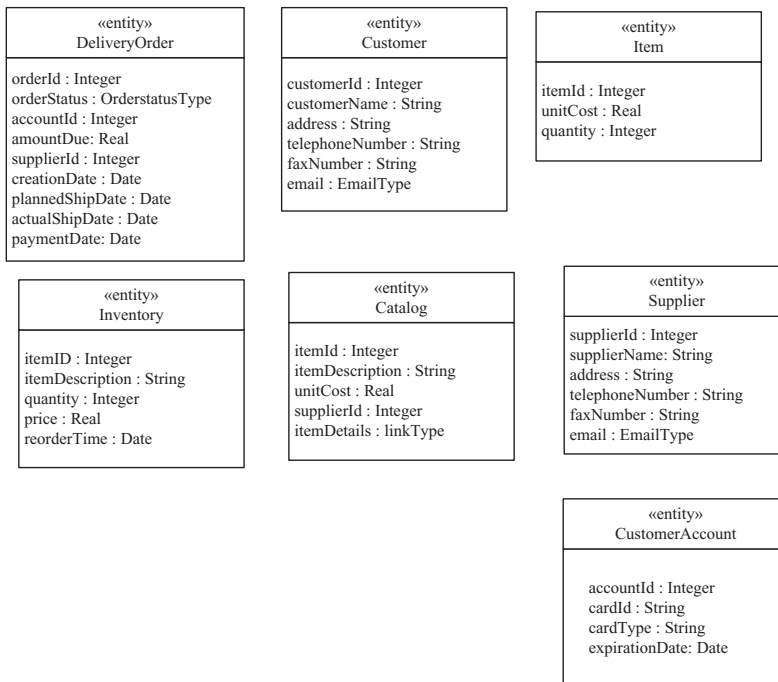 «entity»
DeliveryOrder
orderId : Integer
orderStatus : OrderstatusType
accountId : Integer
amountDue: Real
supplierId : Integer
creationDate : Date
plannedShipDate : Date
actualShipDate : Date
paymentDate: Date
«entity»
Customer
customerId : Integer
customerName : String
address : String
telephoneNumber : String
faxNumber : String
email : EmailType
«entity»
Item
itemId : Integer
unitCost : Real
quantity : Integer
«entity»
Inventory
itemID : Integer
itemDescription : String
quantity : Integer
price : Real
reorderTime : Date
«entity»
Catalog
itemId : Integer
itemDescription : String
unitCost : Real
supplierId : Integer
itemDetails : linkType
«entity»
Supplier
supplierId : Integer
supplierName: String
address : String
telephoneNumber : String
faxNumber : String
email : EmailType
«entity»
CustomerAccount
accountId : Integer
cardId : String
cardType : String
expirationDate: Date